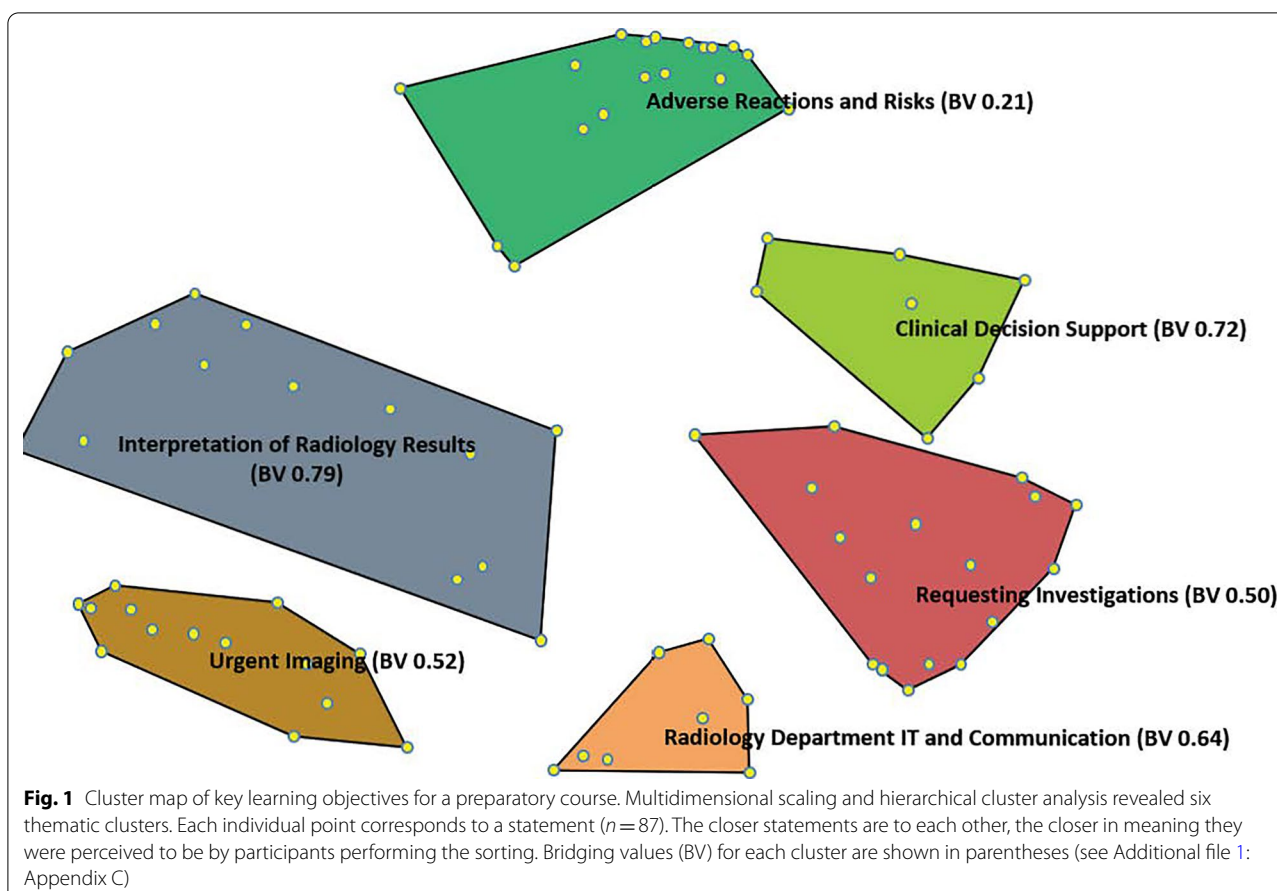 Adverse Reactions and Risks (BV 0.21)
Clinical Decision Support (BV 0.72)
Interpretation of Radiology Results
(BV 0.79)
Requesting Investigations (BV 0.50)
Urgent Imaging (BV 0.52)
Radiology Department IT and Communication (BV 0.64)
Fig. 1 Cluster map of key learning objectives for a preparatory course. Multidimensional scaling and hierarchical cluster analysis revealed six
thematic clusters. Each individual point corresponds to a statement (n = 87). The closer statements are to each other, the closer in meaning they
were perceived to be by participants performing the sorting. Bridging values (BV) for each cluster are shown in parentheses (see Additional file 1:
Appendix C)